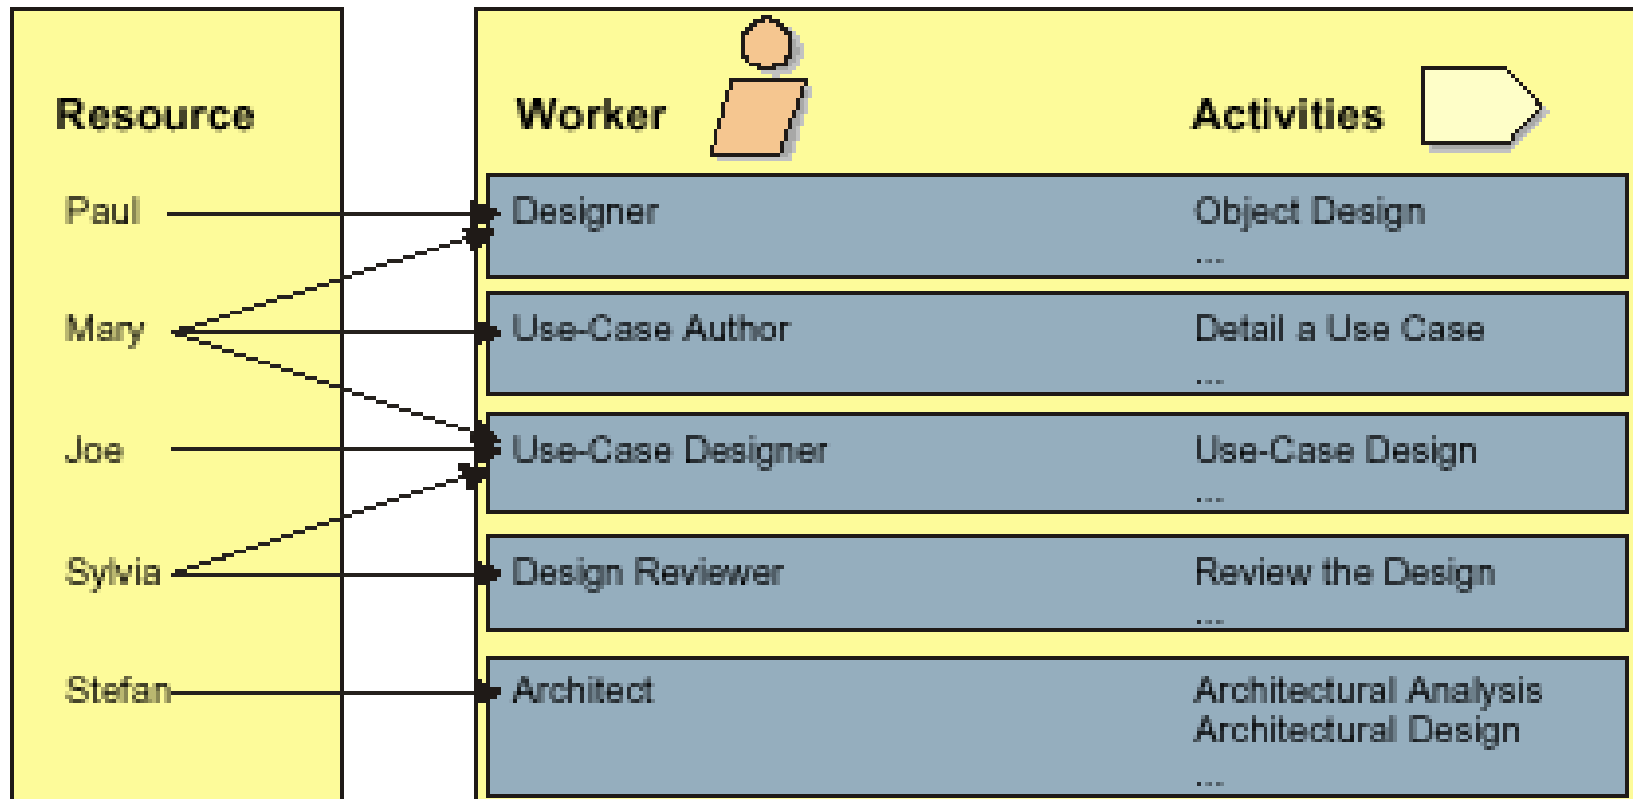 Resource
Worker
Activities
Paul
Designer
Object Design
...
Mary
Use-Case Author
Detail a Use Case
...
Joe
Use-Case Designer
Use-Case Design
...
Sylvia
Design Reviewer
Review the Design
...
Stefan
Architect
Architectural Analysis
Architectural Design
...